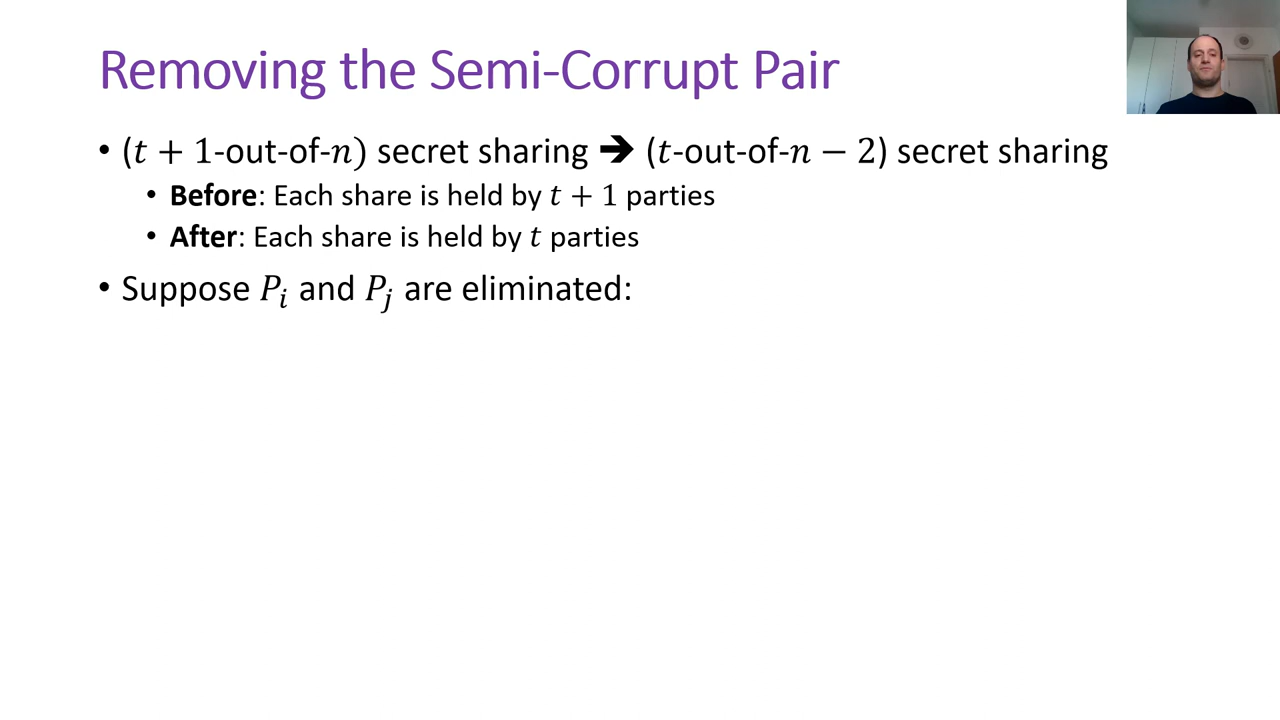 Removing the Semi-Corrupt Pair
• (𝑡 + 1-out-of-𝑛) secret sharing ➔ (𝑡-out-of-𝑛 − 2) secret sharing
• Before: Each share is held by 𝑡 + 1 parties
• After: Each share is held by 𝑡 parties
• Suppose 𝑃ᵢ and 𝑃ⱼ are eliminated: